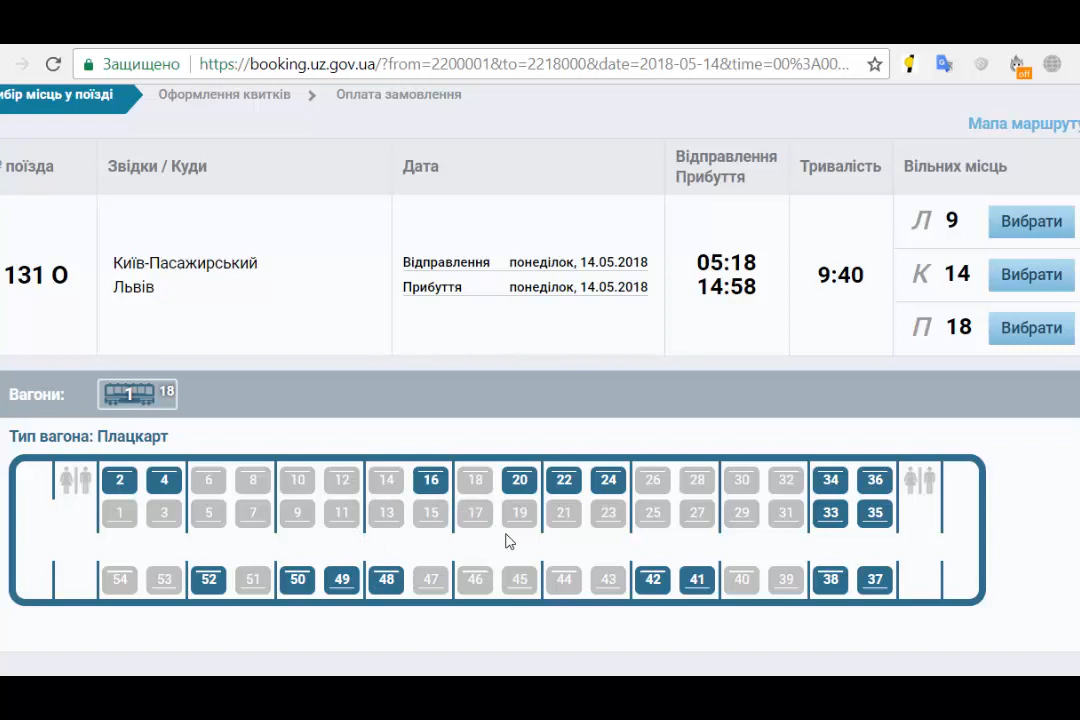 Защищено https://booking.uz.gov.ua/?from=2200001&to=2218000&date=2018-05-14&time=00%3A00...
off
ибір місць у поїзді Оформлення квитків Оплата замовлення
Мапа маршруту
поїзда Звідки / Куди Дата Відправлення Прибуття Тривалість Вільних місць
131 О
Київ-Пасажирський
Львів
Відправлення понеділок, 14.05.2018
Прибуття понеділок, 14.05.2018
05:18
14:58
9:40
Л 9 Вибрати
К 14 Вибрати
П 18 Вибрати
Вагони: 1 18
Тип вагона: Плацкарт
2 4 6 8 10 12 14 16 18 20 22 24 26 28 30 32 34 36
1 3 5 7 9 11 13 15 17 19 21 23 25 27 29 31 33 35
54 53 52 51 50 49 48 47 46 45 44 43 42 41 40 39 38 37